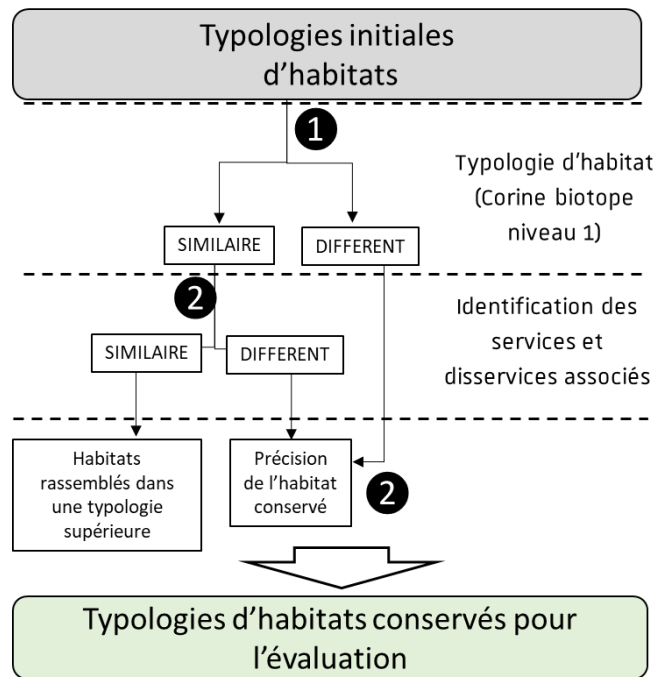 Typologies initiales
d'habitats
1
Typologie d'habitat
(Corine biotope
niveau 1)
SIMILAIRE
DIFFERENT
2
Identification des
services et
disservices associés
SIMILAIRE
DIFFERENT
Habitats
rassemblés dans
une typologie
supérieure
Précision
de l'habitat
conservé
2
Typologies d'habitats conservés pour
l'évaluation